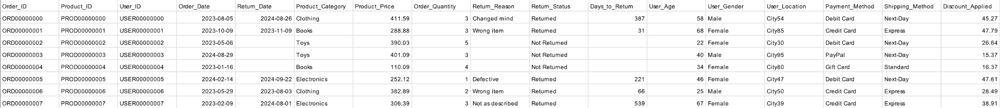 Order_ID Product_ID User_ID Order_Date Return_Date Product_Category Product_Price Order_Quantity Return_Reason Return_Status Days_to_Return User_Age User_Gender User_Location Payment_Method Shipping_Method Discount_Applied
ORD00000000 PROD00000000 USER00000000 2023-08-05 2024-08-26 Clothing 411.59 3 Changed mind Returned 387 58 Male City54 Debit Card Next-Day 45.27
ORD00000001 PROD00000001 USER00000001 2023-10-09 2023-11-09 Books 288.88 3 Wrong item Returned 31 68 Female City85 Credit Card Express 47.79
ORD00000002 PROD00000002 USER00000002 2023-05-06 Toys 390.03 5 Not Returned 22 Female City30 Debit Card Next-Day 26.64
ORD00000003 PROD00000003 USER00000003 2024-08-29 Toys 401.09 3 Not Returned 40 Male City95 PayPal Next-Day 15.37
ORD00000004 PROD00000004 USER00000004 2023-01-16 Books 110.09 4 Not Returned 34 Female City80 Gift Card Standard 16.37
ORD00000005 PROD00000005 USER00000005 2024-02-14 2024-09-22 Electronics 252.12 1 Defective Returned 221 46 Female City47 Debit Card Next-Day 47.61
ORD00000006 PROD00000006 USER00000006 2023-05-29 2023-08-03 Clothing 382.89 2 Wrong item Returned 66 25 Male City50 Credit Card Express 28.49
ORD00000007 PROD00000007 USER00000007 2023-02-09 2024-08-01 Electronics 306.39 3 Not as described Returned 539 67 Female City39 Credit Card Express 38.91